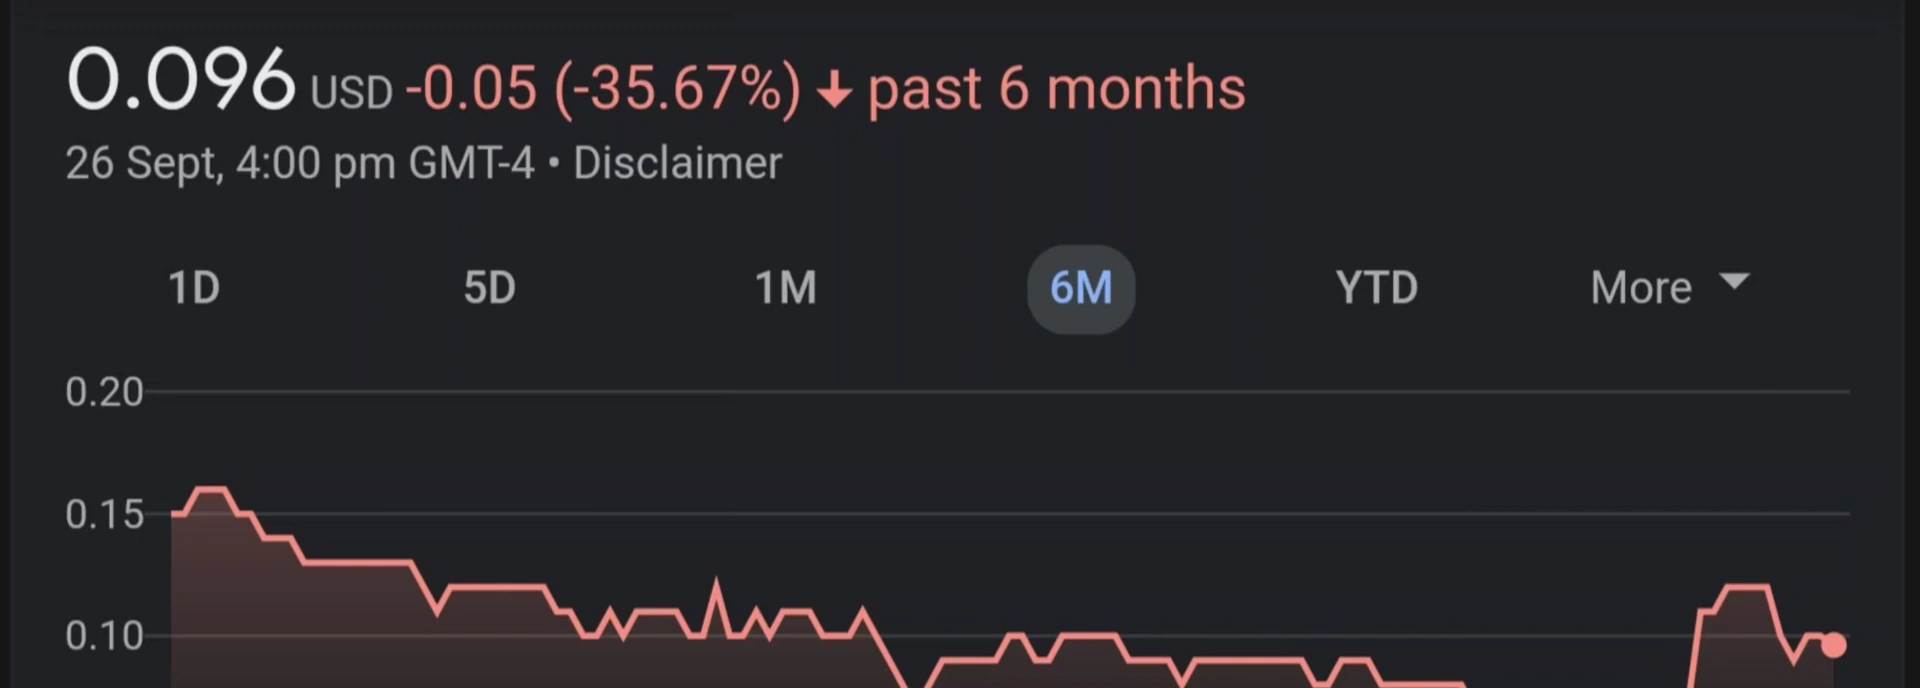 0.096 USD -0.05 (-35.67%) ↓ past 6 months
26 Sept, 4:00 pm GMT-4 • Disclaimer
1D 5D 1M 6M YTD More
0.20
0.15
0.10